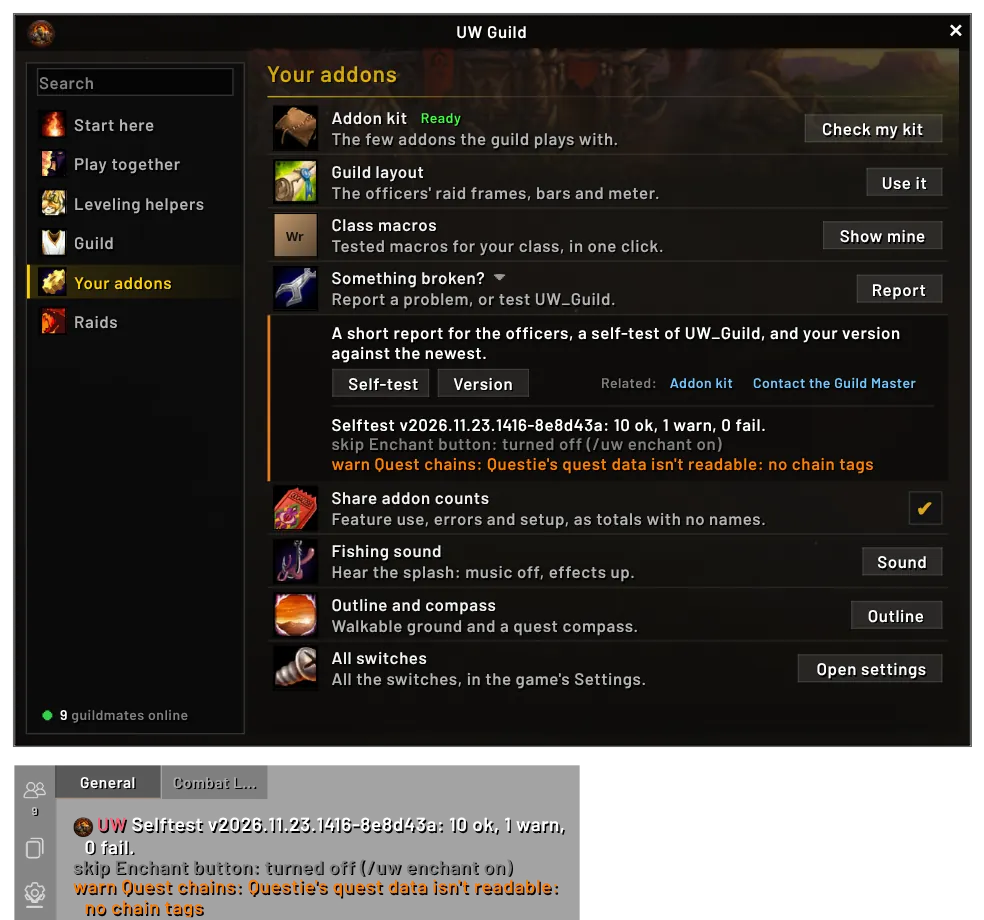 UW Guild
Search
Start here
Play together
Leveling helpers
Guild
Your addons
Raids
9 guildmates online
Your addons
Addon kit Ready
The few addons the guild plays with.
Check my kit
Guild layout
The officers' raid frames, bars and meter.
Use it
Wr
Class macros
Tested macros for your class, in one click.
Show mine
Something broken?
Report a problem, or test UW_Guild.
Report
A short report for the officers, a self-test of UW_Guild, and your version
against the newest.
Self-test Version Related: Addon kit Contact the Guild Master
Selftest v2026.11.23.1416-8e8d43a: 10 ok, 1 warn, 0 fail.
skip Enchant button: turned off (/uw enchant on)
warn Quest chains: Questie's quest data isn't readable: no chain tags
Share addon counts
Feature use, errors and setup, as totals with no names.
Fishing sound
Hear the splash: music off, effects up.
Sound
Outline and compass
Walkable ground and a quest compass.
Outline
All switches
All the switches, in the game's Settings.
Open settings
General Combat L...
9
UW Selftest v2026.11.23.1416-8e8d43a: 10 ok, 1 warn,
0 fail.
skip Enchant button: turned off (/uw enchant on)
warn Quest chains: Questie's quest data isn't readable:
no chain tags